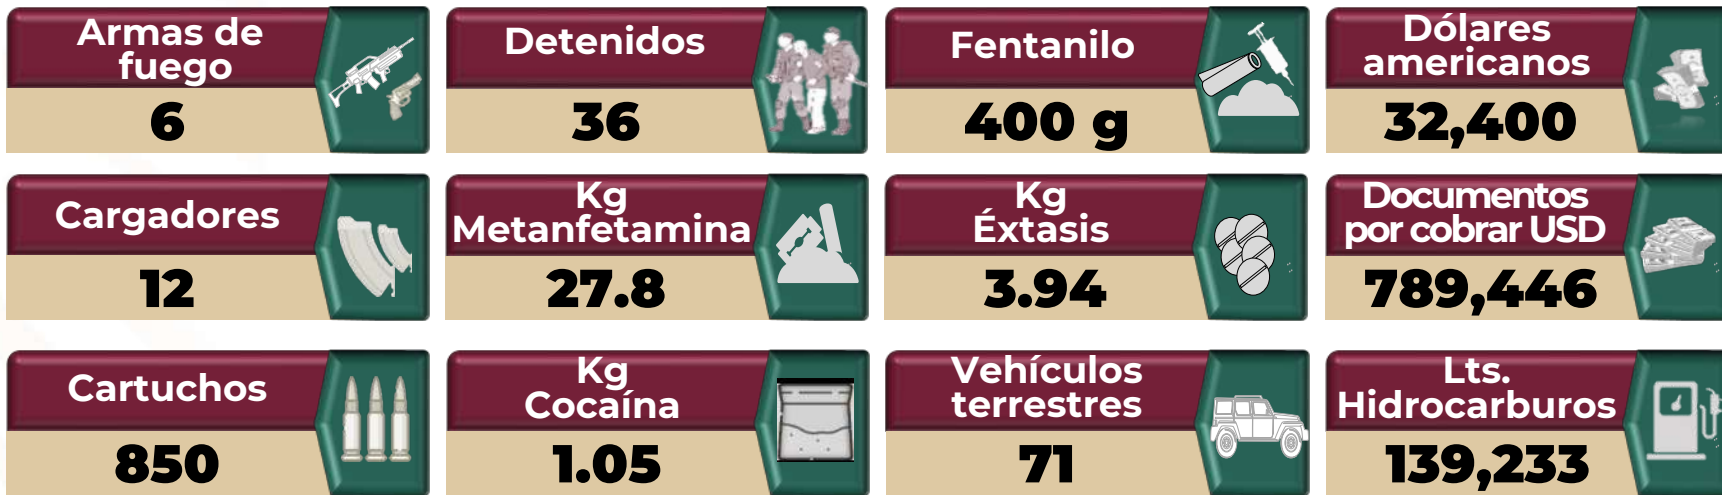 Armas de
fuego
6
Detenidos
36
Fentanilo
400 g
Dólares
americanos
32,400
Cargadores
12
Kg
Metanfetamina
27.8
Kg
Éxtasis
3.94
Documentos
por cobrar USD
789,446
Cartuchos
850
Kg
Cocaína
1.05
Vehículos
terrestres
71
Lts.
Hidrocarburos
139,233